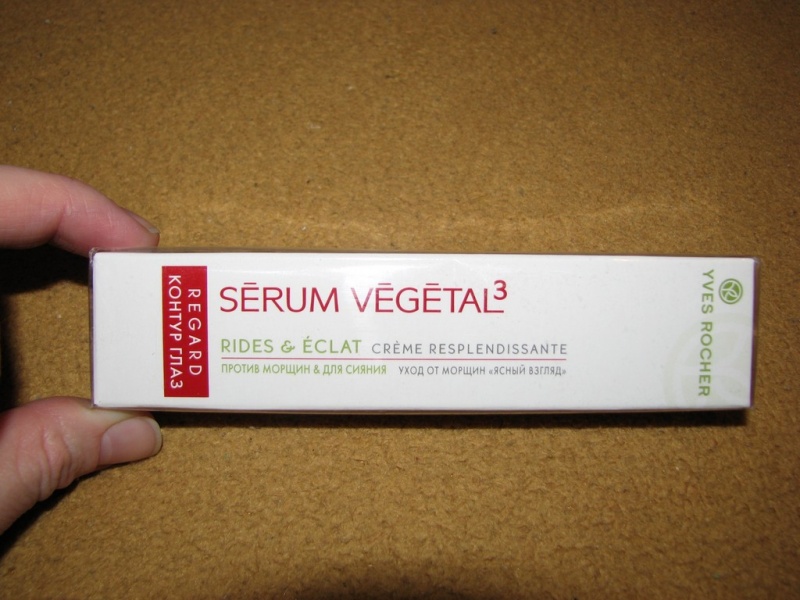 REGARD
КОНТУР ГЛАЗ
SĒRUM VĒGĒTAL³
RIDES & ÉCLAT CRÈME RESPLENDISSANTE
ПРОТИВ МОРЩИН & ДЛЯ СИЯНИЯ УХОД ОТ МОРЩИН «ЯСНЫЙ ВЗГЛЯД»
YVES ROCHER